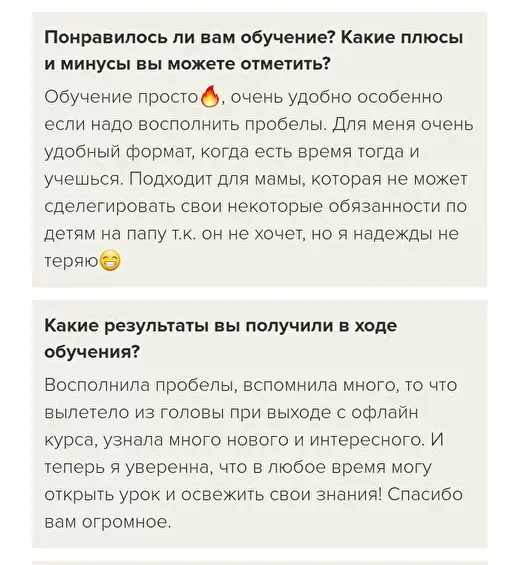 Понравилось ли вам обучение? Какие плюсы
и минусы вы можете отметить?
Обучение просто🔥, очень удобно особенно
если надо восполнить пробелы. Для меня очень
удобный формат, когда есть время тогда и
учешься. Подходит для мамы, которая не может
сделегировать свои некоторые обязанности по
детям на папу т.к. он не хочет, но я надежды не
теряю😁
Какие результаты вы получили в ходе
обучения?
Восполнила пробелы, вспомнила много, то что
вылетело из головы при выходе с офлайн
курса, узнала много нового и интересного. И
теперь я уверенна, что в любое время могу
открыть урок и освежить свои знания! Спасибо
вам огромное.